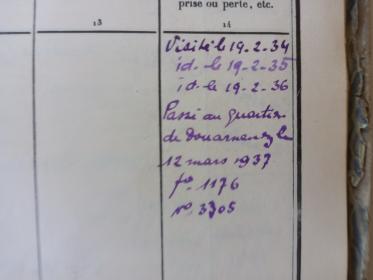 prise ou perte, etc.
13
14
Visité le 19-2-34
id- le 19-2-35
id- le 19-2-36
Passé au quartier
de Douarnenez le
12 mars 1937
f° 1176
n° 3305